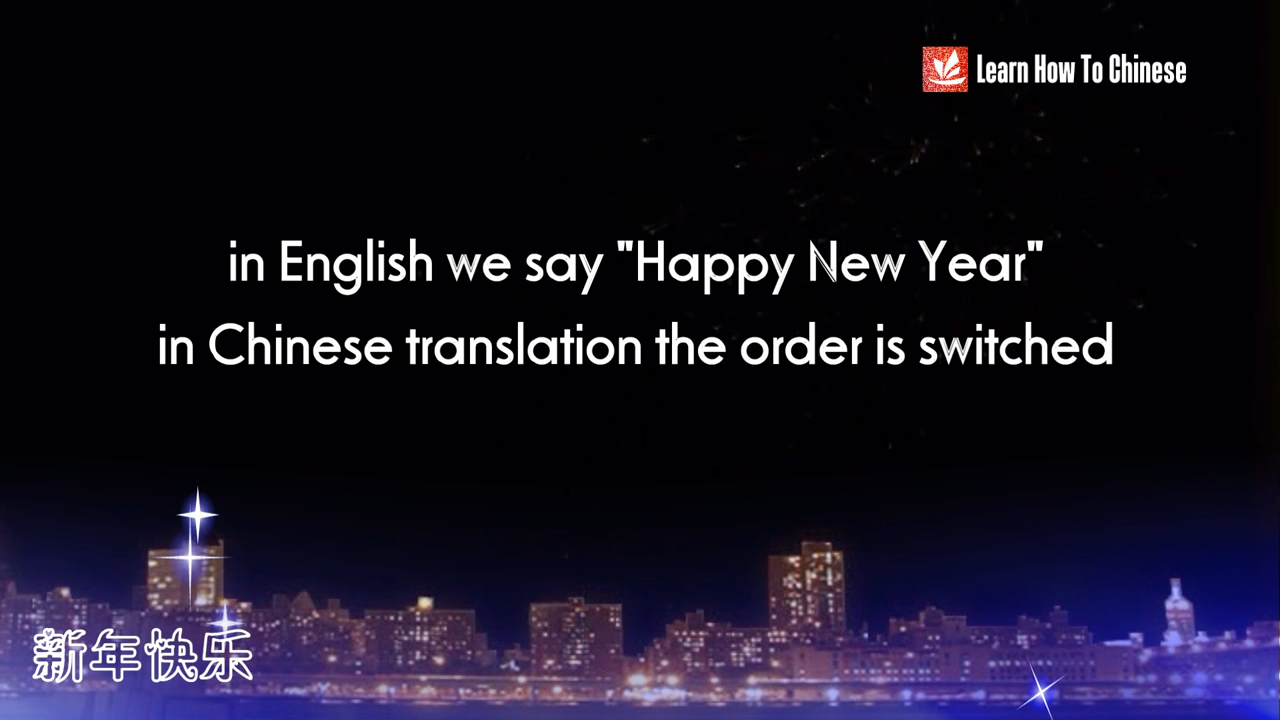 Learn How To Chinese
in English we say "Happy New Year"
in Chinese translation the order is switched
新年快乐